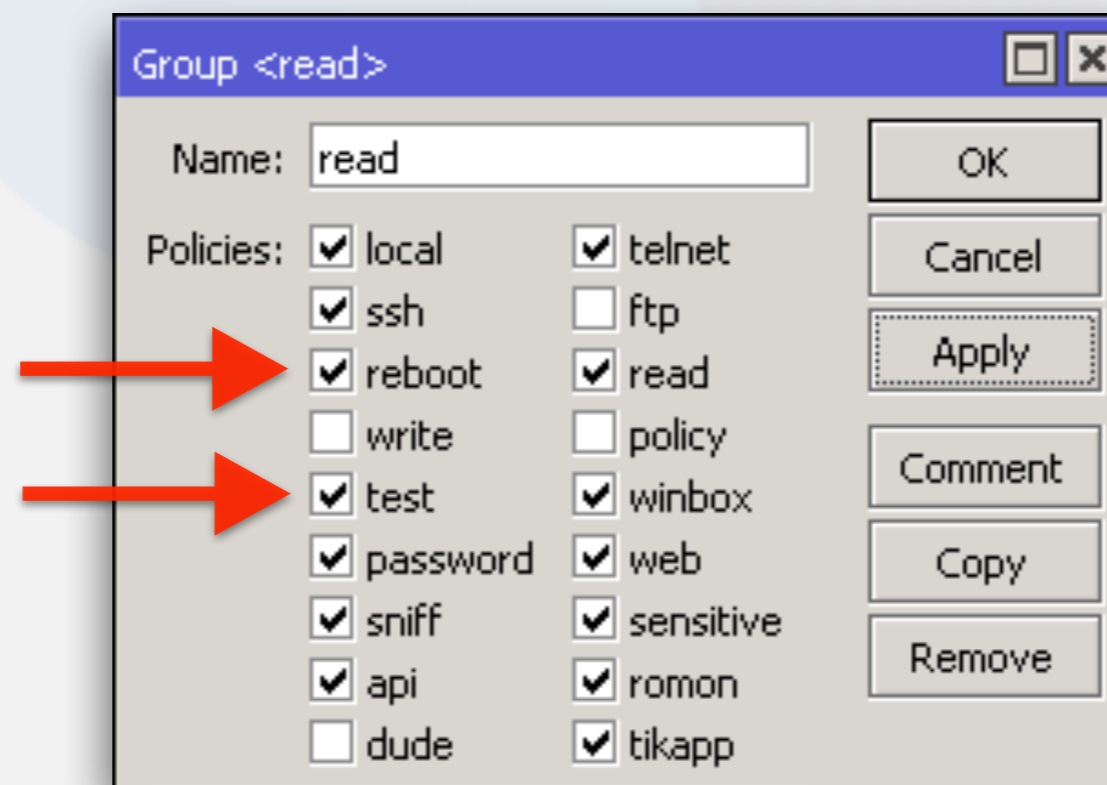 Group <read>
Name: read OK
Policies: local telnet Cancel
ssh ftp
reboot read Apply
write policy
test winbox Comment
password web Copy
sniff sensitive
api romon Remove
dude tikapp